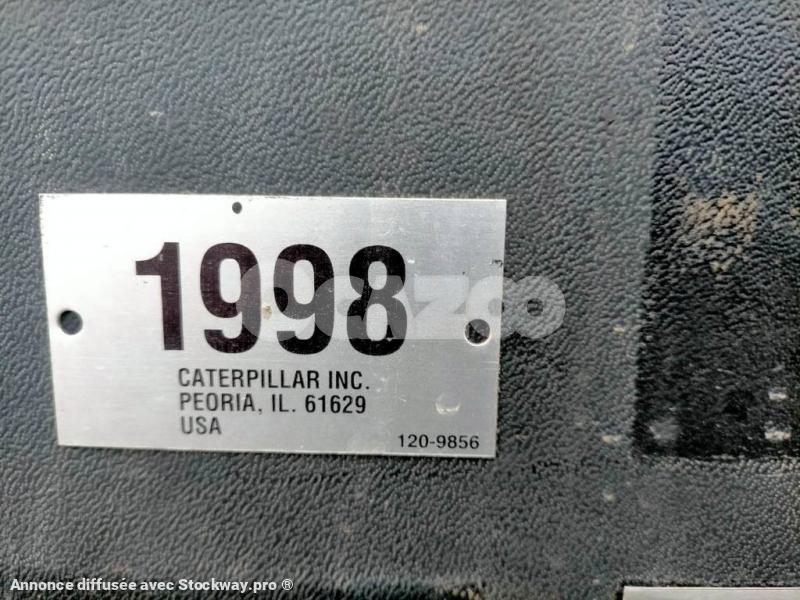 1998
CATERPILLAR INC.
PEORIA, IL. 61629
USA
120-9856
Annonce diffusée avec Stockway.pro ®